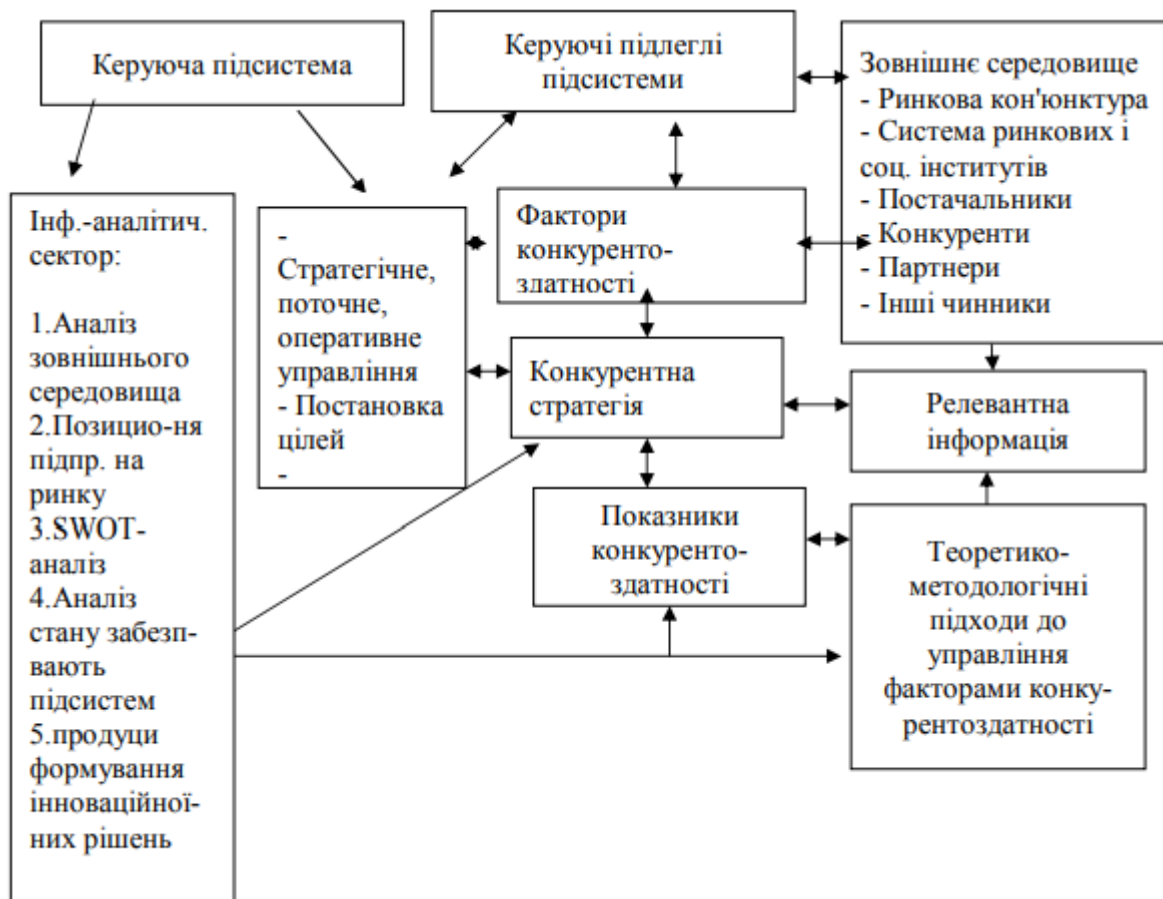 Керуюча підсистема
Керуючі підлеглі
підсистеми
Зовнішнє середовище
- Ринкова кон'юнктура
- Система ринкових і
соц. інститутів
- Постачальники
- Конкуренти
- Партнери
- Інші чинники
Інф.-аналітич.
сектор:
1.Аналіз
зовнішнього
середовища
2.Позицио-ня
підпр. на
ринку
3.SWOT-
аналіз
4.Аналіз
стану забезп-
вають
підсистем
5.продуци
формування
інноваційної-
них рішень
-
Стратегічне,
поточне,
оперативне
управління
- Постановка
цілей
-
Фактори
конкуренто-
здатності
Конкурентна
стратегія
Релевантна
інформація
Показники
конкуренто-
здатності
Теоретико-
методологічні
підходи до
управління
факторами конку-
рентоздатності